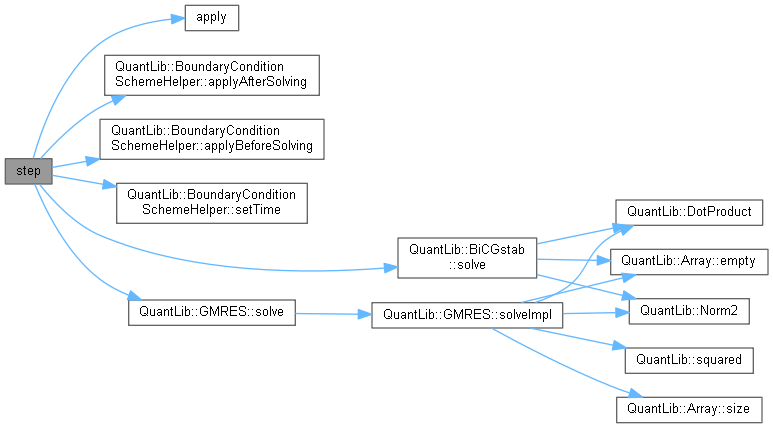 apply
QuantLib::BoundaryCondition
SchemeHelper::applyAfterSolving
QuantLib::BoundaryCondition
SchemeHelper::applyBeforeSolving
step
QuantLib::BoundaryCondition
SchemeHelper::setTime
QuantLib::BiCGstab
::solve
QuantLib::GMRES::solve
QuantLib::GMRES::solveImpl
QuantLib::DotProduct
QuantLib::Array::empty
QuantLib::Norm2
QuantLib::squared
QuantLib::Array::size